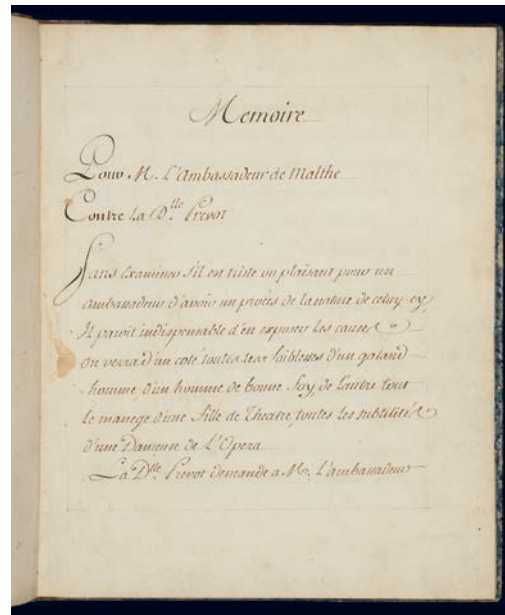 Memoire
Pour M. L'Ambassadeur de Malthe
Contre La D.lle Prevot
Sans Examiner s'il est triste ou plaisant pour un
ambassadeur d'avoir un procès de la nature de celuy-cy,
Il paroit indispensable d'en exposer les causes
On verra d'un coté toutes les foiblesses d'un galand
homme, d'un homme de bonne foy, de L'autre tout
le manege d'une fille de Theatre, toutes les subtilités
d'une Danseuse de L'Opera
La D.lle Prevot demande a M. L'ambassadeur